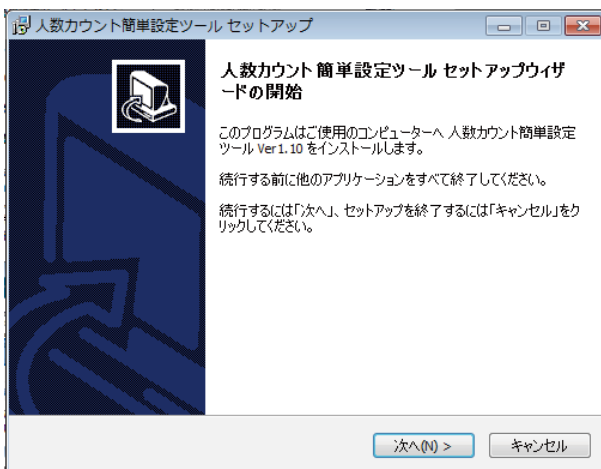 人数カウント簡単設定ツール セットアップ
人数カウント簡単設定ツール セットアップウィザ
ードの開始
このプログラムはご使用のコンピューターへ 人数カウント簡単設定
ツール Ver1.10 をインストールします。
続行する前に他のアプリケーションをすべて終了してください。
続行するには「次へ」、セットアップを終了するには「キャンセル」をク
リックしてください。
次へ(N) >
キャンセル